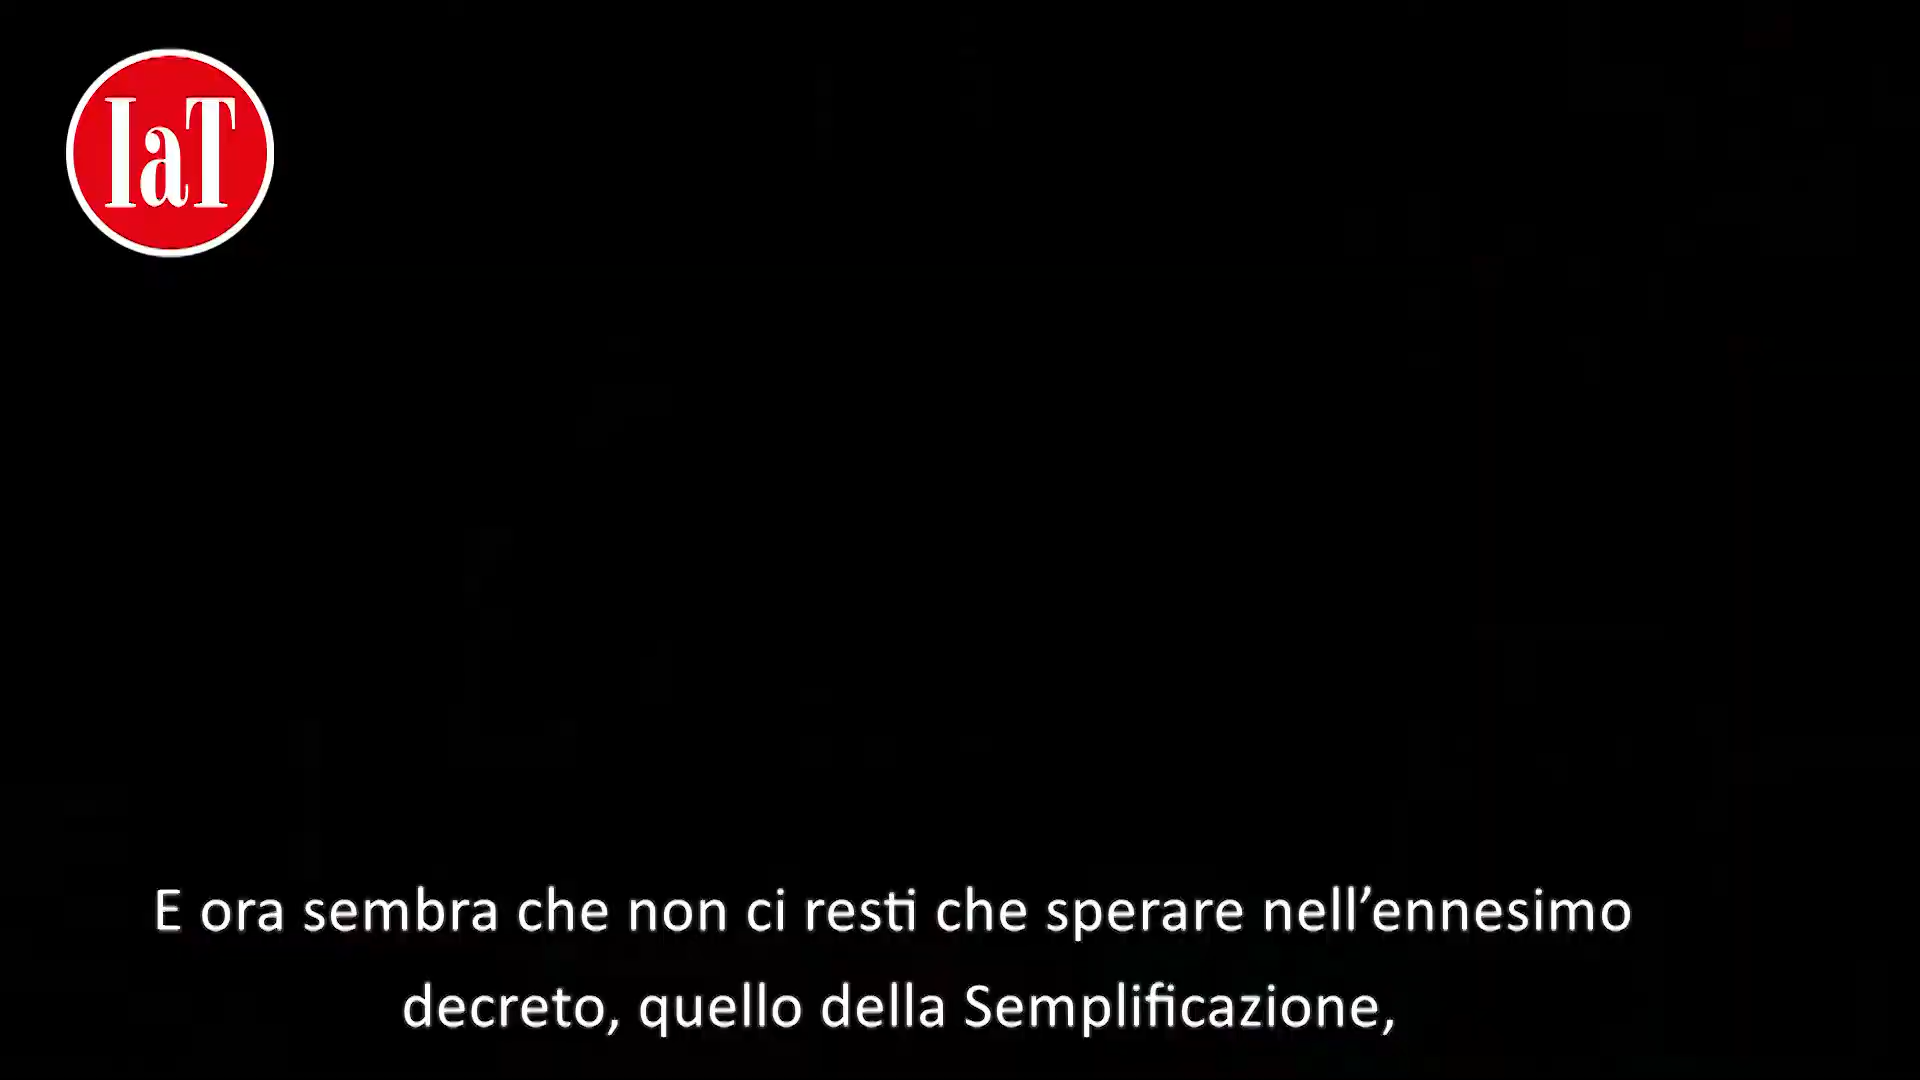 IaT
E ora sembra che non ci resti che sperare nell’ennesimo
decreto, quello della Semplificazione,